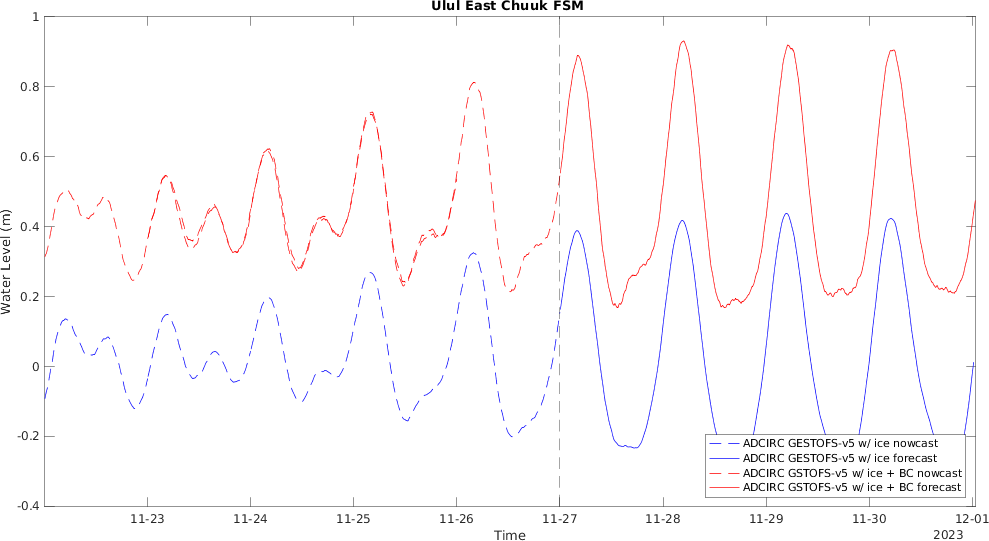 Ulul East Chuuk FSM
1
0.8
0.6
0.4
0.2
0
-0.2
-0.4
Water Level (m)
11-23 11-24 11-25 11-26 11-27 11-28 11-29 11-30 12-01
Time
2023
ADCIRC GESTOFS-v5 w/ ice nowcast
ADCIRC GESTOFS-v5 w/ ice forecast
ADCIRC GSTOFS-v5 w/ ice + BC nowcast
ADCIRC GSTOFS-v5 w/ ice + BC forecast